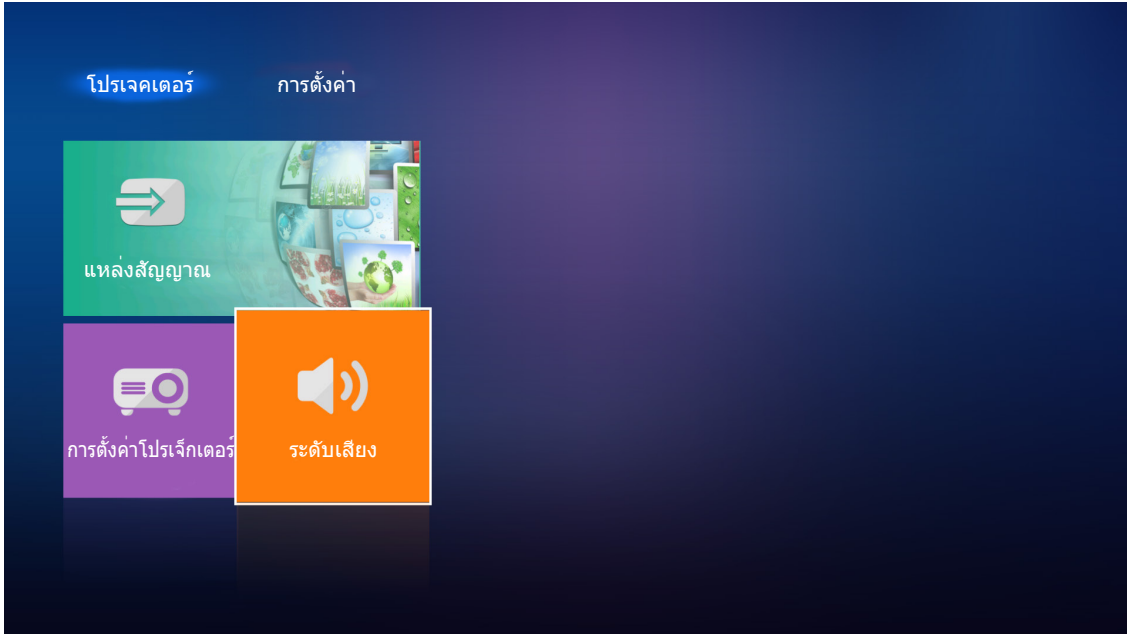 โปรเจคเตอร์ การตั้งค่า
แหล่งสัญญาณ
การตั้งค่าโปรเจ็กเตอร์ ระดับเสียง